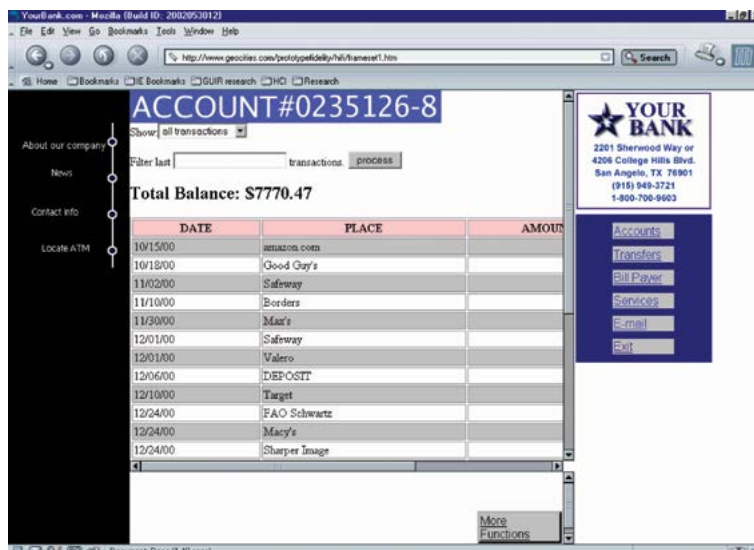 YourBank.com - Mozilla {Build ID: 2002053012}
File Edit View Go Bookmarks Tools Window Help
http://www.geocities.com/prototypefidelity/hifi/frameset1.htm
Search
Home Bookmarks IE Bookmarks GUIR research HCI Research
About our company
News
Contact info
Locate ATM
ACCOUNT#0235126-8
Show: all transactions
Filter last transactions. process
Total Balance: $7770.47
DATE PLACE AMOUN
10/15/00 amazon.com
10/18/00 Good Guy's
11/02/00 Safeway
11/10/00 Borders
11/30/00 Max's
12/01/00 Safeway
12/01/00 Valero
12/06/00 DEPOSIT
12/10/00 Target
12/24/00 FAO Schwartz
12/24/00 Macy's
12/24/00 Sharper Image
More
Functions
YOUR
BANK
2201 Sherwood Way or
4206 College Hills Blvd.
San Angelo, TX 76901
(915) 949-3721
1-800-700-9603
Accounts
Transfers
Bill Payer
Services
E-mail
Exit